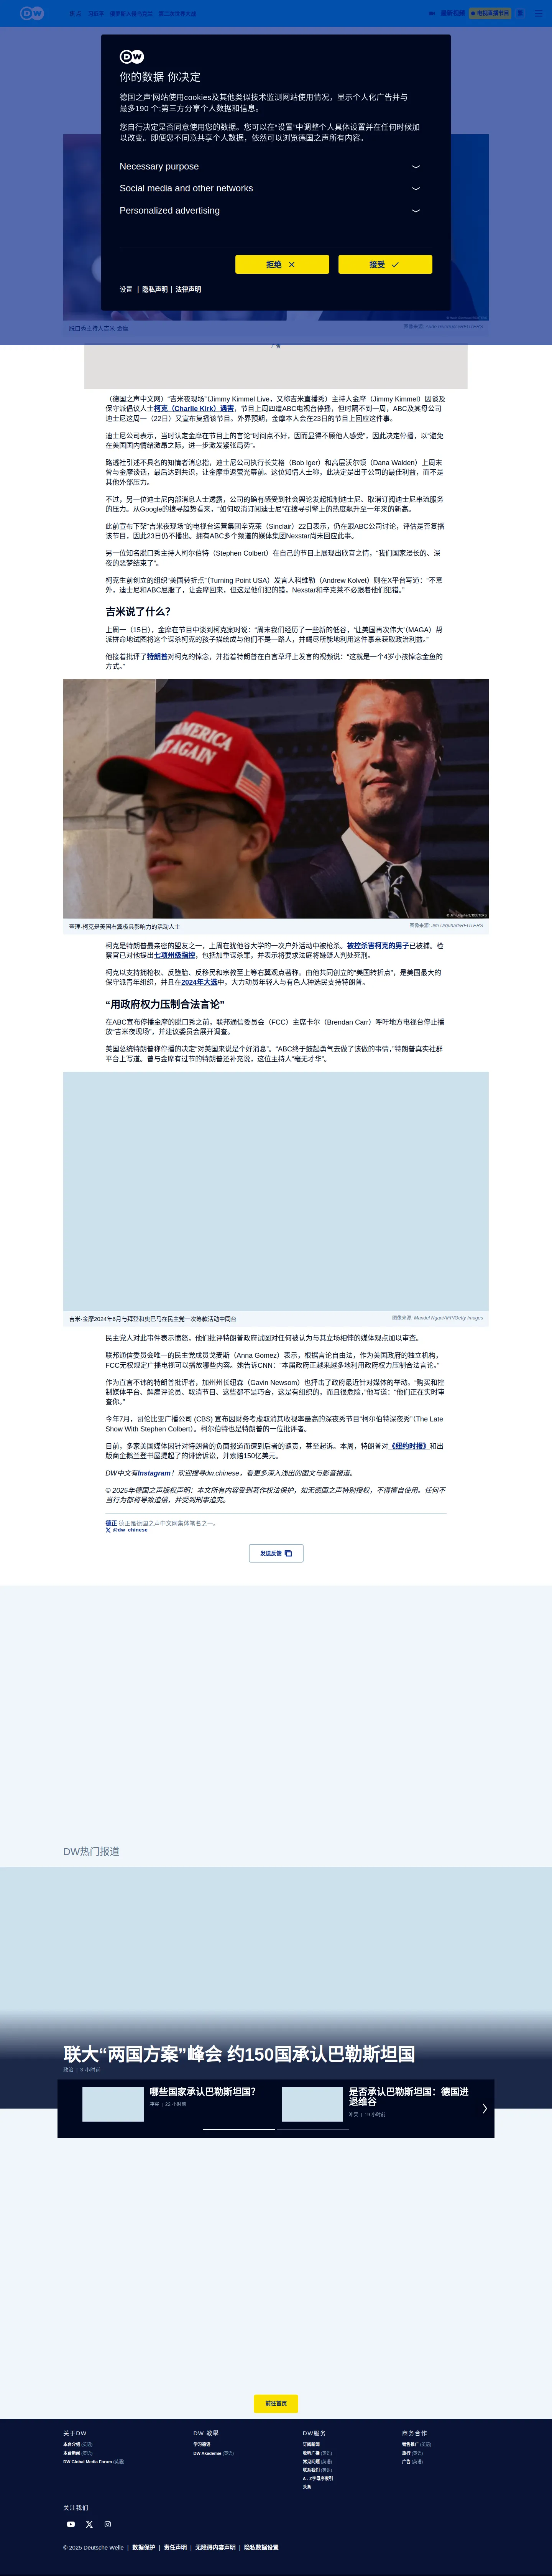 DW
最新视频
电视直播节目
DW
你的数据 你决定
德国之声网站使用cookies及其他类似技术监测网站使用情况，显示个人化广告并与
最多190 个;第三方分享个人数据和信息。
您自行决定是否同意使用您的数据。您可以在“设置”中调整个人具体设置并在任何时候加
以改变。即便您不同意共享个人数据，依然可以浏览德国之声所有内容。
Necessary purpose
Social media and other networks
Personalized advertising
拒绝
接受
设置 | 隐私声明 | 法律声明
脱口秀主持人吉米·金摩
广告
（德国之声中文网）“吉米夜现场”（Jimmy Kimmel Live，又称吉米直播秀）主持人金摩（Jimmy Kimmel）因谈及
保守派倡议人士柯克（Charlie Kirk）遇害，节目上周四遭ABC电视台停播，但时隔不到一周，ABC及其母公司
迪士尼这周一（22日）又宣布复播该节目。外界预期，金摩本人会在23日的节目上回应这件事。
迪士尼公司表示，当时认定金摩在节目上的言论“时间点不好，因而显得不顾他人感受”，因此决定停播，以“避免
在美国国内情绪激昂之际，进一步激发紧张局势”。
路透社引述不具名的知情者消息指，迪士尼公司执行长艾格（Bob Iger）和高层沃尔顿（Dana Walden）上周末
曾与金摩谈话，最后达到共识，让金摩重返萤光幕前。这位知情人士称，此决定是出于公司的最佳利益，而不是
其他外部压力。
不过，另一位迪士尼内部消息人士透露，公司的确有感受到社会舆论发起抵制迪士尼、取消订阅迪士尼串流服务
的压力。从Google的搜寻趋势看来，“如何取消订阅迪士尼”在搜寻引擎上的热度飙升至一年来的新高。
此前宣布下架“吉米夜现场”的电视台运营集团辛克莱（Sinclair）22日表示，仍在跟ABC公司讨论，评估是否复播
该节目，因此23日仍不播出。拥有ABC多个频道的媒体集团Nexstar尚未回应此事。
另一位知名脱口秀主持人柯尔伯特（Stephen Colbert）在自己的节目上展现出欣喜之情，“我们国家漫长的、深
夜的恶梦结束了”。
柯克生前创立的组织“美国转折点”（Turning Point USA）发言人科维勒（Andrew Kolvet）则在X平台写道：“不意
外，迪士尼和ABC屈服了，让金摩回来，但这是他们犯的错，Nexstar和辛克莱不必跟着他们犯错。”
吉米说了什么？
上周一（15日），金摩在节目中谈到柯克案时说：“周末我们经历了一些新的低谷，‘让美国再次伟大’（MAGA）帮
派拼命地试图将这个谋杀柯克的孩子描绘成与他们不是一路人，并竭尽所能地利用这件事来获取政治利益。”
他接着批评了特朗普对柯克的悼念，并指着特朗普在白宫草坪上发言的视频说：“这就是一个4岁小孩悼念金鱼的
方式。”
查理·柯克是美国右翼极具影响力的活动人士
图像来源: Jim Urquhart/REUTERS
柯克是特朗普最亲密的盟友之一，上周在犹他谷大学的一次户外活动中被枪杀。被控杀害柯克的男子已被捕。检
察官已对他提出七项州级指控，包括加重谋杀罪，并表示将要求法庭将嫌疑人判处死刑。
柯克以支持拥枪权、反堕胎、反移民和宗教至上等右翼观点著称。由他共同创立的“美国转折点”，是美国最大的
保守派青年组织，并且在2024年大选中，大力动员年轻人与有色人种选民支持特朗普。
“用政府权力压制合法言论”
在ABC宣布停播金摩的脱口秀之前，联邦通信委员会（FCC）主席卡尔（Brendan Carr）呼吁地方电视台停止播
放“吉米夜现场”，并建议委员会展开调查。
美国总统特朗普称停播的决定“对美国来说是个好消息”。“ABC终于鼓起勇气去做了该做的事情，”特朗普真实社群
平台上写道。曾与金摩有过节的特朗普还补充说，这位主持人“毫无才华”。
吉米·金摩2024年6月与拜登和奥巴马在民主党一次筹款活动中同台
图像来源: Mandel Ngan/AFP/Getty Images
民主党人对此事件表示愤怒，他们批评特朗普政府试图对任何被认为与其立场相悖的媒体观点加以审查。
联邦通信委员会唯一的民主党成员戈麦斯（Anna Gomez）表示，根据言论自由法，作为美国政府的独立机构，
FCC无权规定广播电视可以播放哪些内容。她告诉CNN：“本届政府正越来越多地利用政府权力压制合法言论。”
作为直言不讳的特朗普批评者，加州州长纽森（Gavin Newsom）也抨击了政府最近针对媒体的举动。“购买和控
制媒体平台、解雇评论员、取消节目、这些都不是巧合，这是有组织的，而且很危险，”他写道：“他们正在实时审
查你。”
今年7月，哥伦比亚广播公司 (CBS) 宣布因财务考虑取消其收视率最高的深夜秀节目“柯尔伯特深夜秀”（The Late
Show With Stephen Colbert）。柯尔伯特也是特朗普的一位批评者。
目前，多家美国媒体因针对特朗普的负面报道而遭到后者的谴责，甚至起诉。本周，特朗普对《纽约时报》和出
版商企鹅兰登书屋提起了的诽谤诉讼，并索赔150亿美元。
DW中文有Instagram！欢迎搜寻dw.chinese，看更多深入浅出的图文与影音报道。
© 2025年德国之声版权声明：本文所有内容受到著作权法保护，如无德国之声特别授权，不得擅自使用。任何不
当行为都将导致追偿，并受到刑事追究。
德正 德正是德国之声中文网集体笔名之一。
@dw_chinese
发送反馈
DW热门报道
联大“两国方案”峰会 约150国承认巴勒斯坦国
政治 | 3 小时前
哪些国家承认巴勒斯坦国？
冲突 | 22 小时前
是否承认巴勒斯坦国：德国进
退维谷
冲突 | 19 小时前
前往首页
关于DW
本台介绍 (英语)
本台新闻 (英语)
DW Global Media Forum (英语)
DW 教學
学习德语
DW Akademie (英语)
DW服务
订阅新闻
收听广播 (英语)
常见问题 (英语)
联系我们 (英语)
A - Z字母序索引
头条
商务合作
销售推广 (英语)
旅行 (英语)
广告 (英语)
关注我们
© 2025 Deutsche Welle | 数据保护 | 责任声明 | 无障碍内容声明 | 隐私数据设置